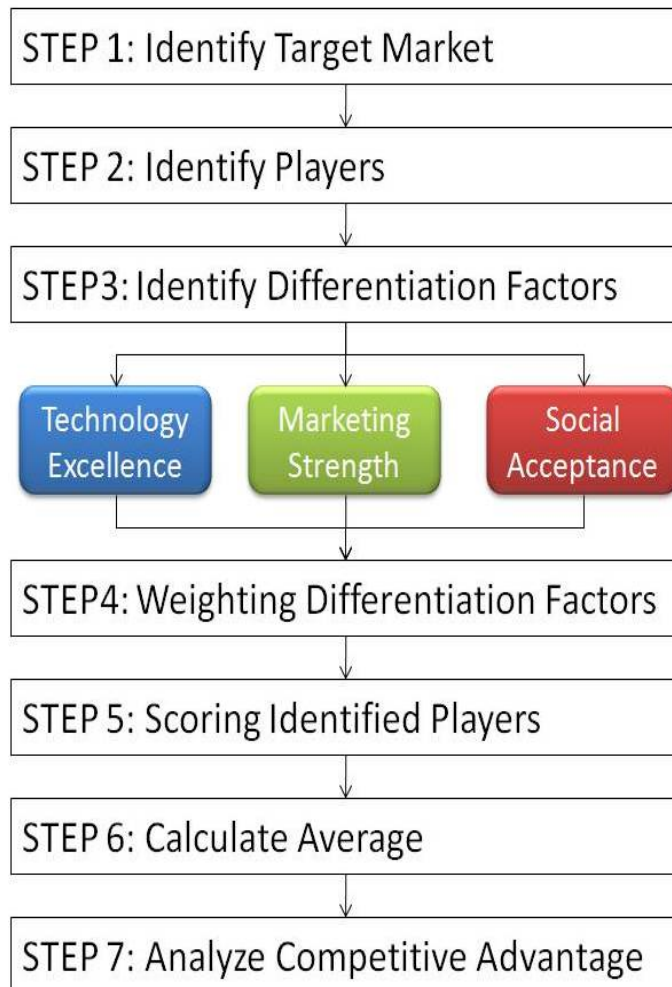 STEP 1: Identify Target Market
STEP 2: Identify Players
STEP3: Identify Differentiation Factors
Technology
Excellence
Marketing
Strength
Social
Acceptance
STEP4: Weighting Differentiation Factors
STEP 5: Scoring Identified Players
STEP 6: Calculate Average
STEP 7: Analyze Competitive Advantage